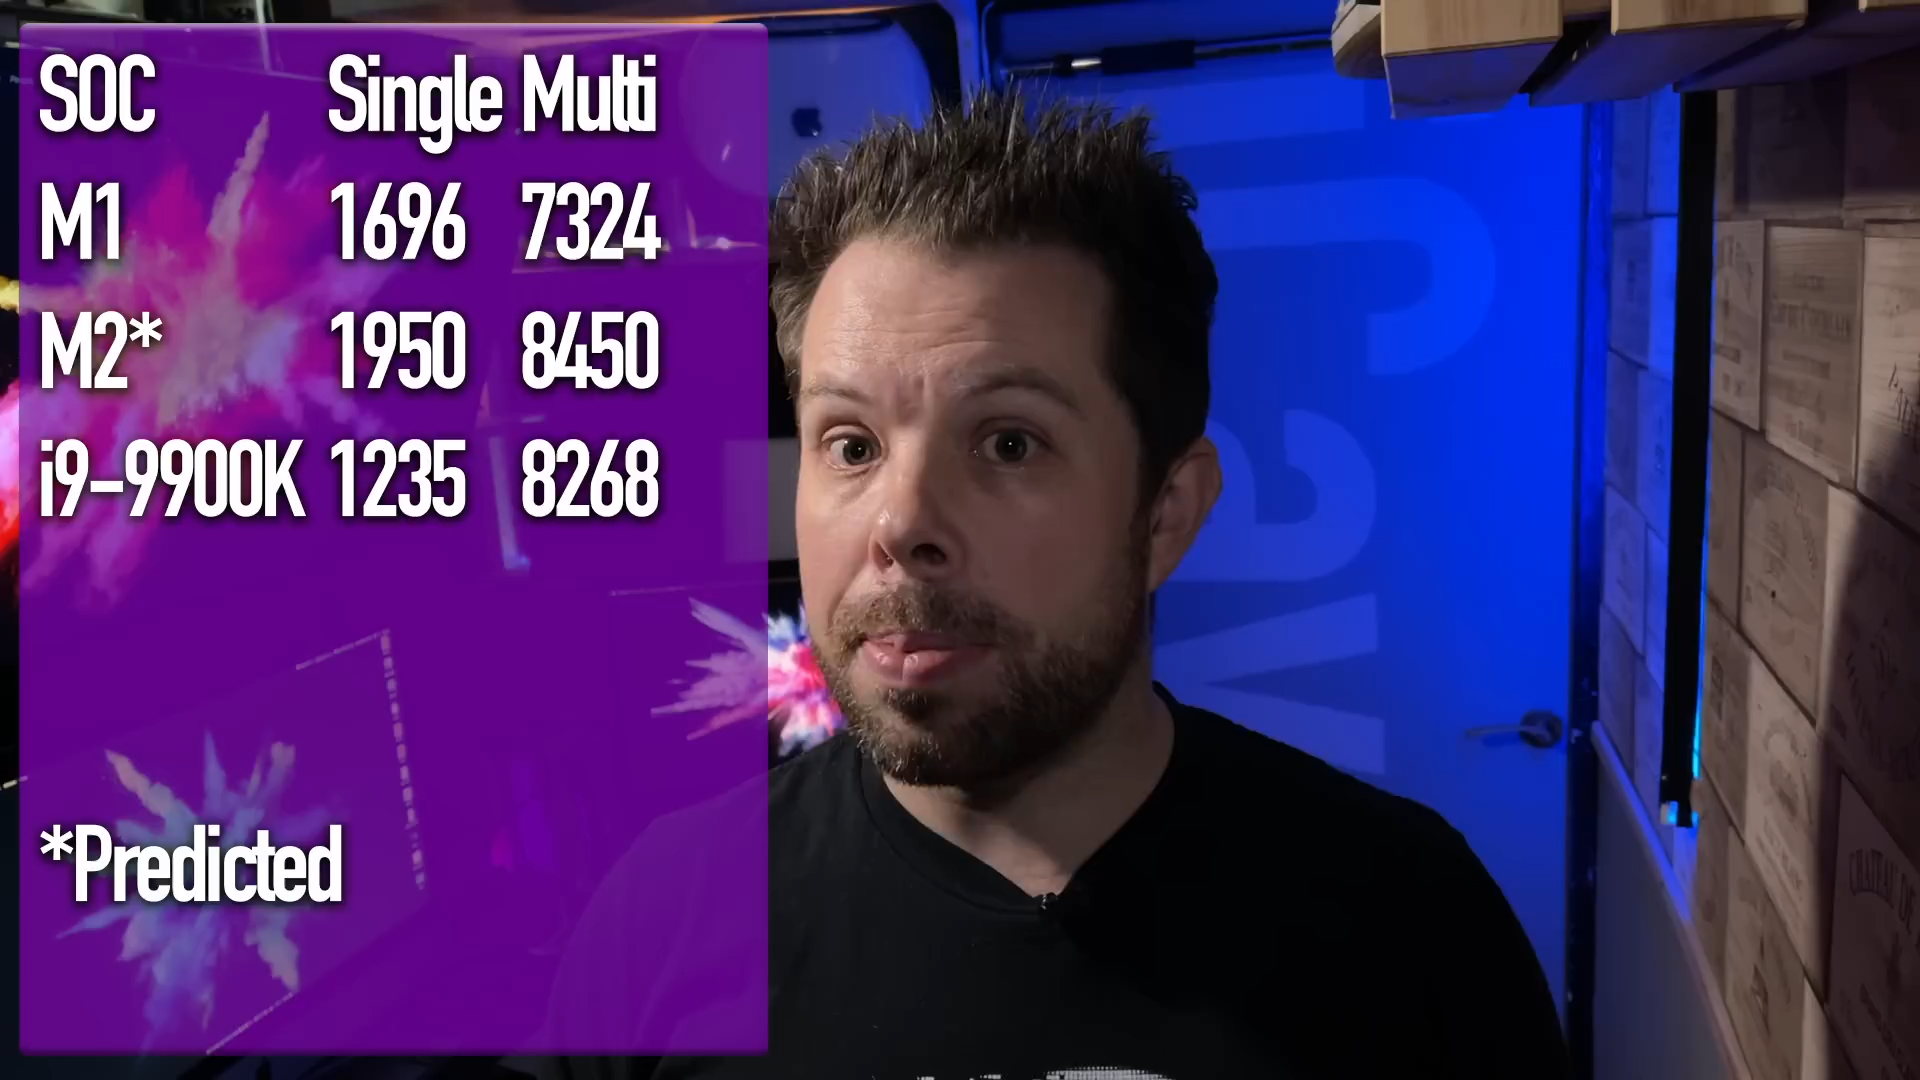 SOC Single Multi
M1 1696 7324
M2* 1950 8450
i9-9900K 1235 8268
*Predicted